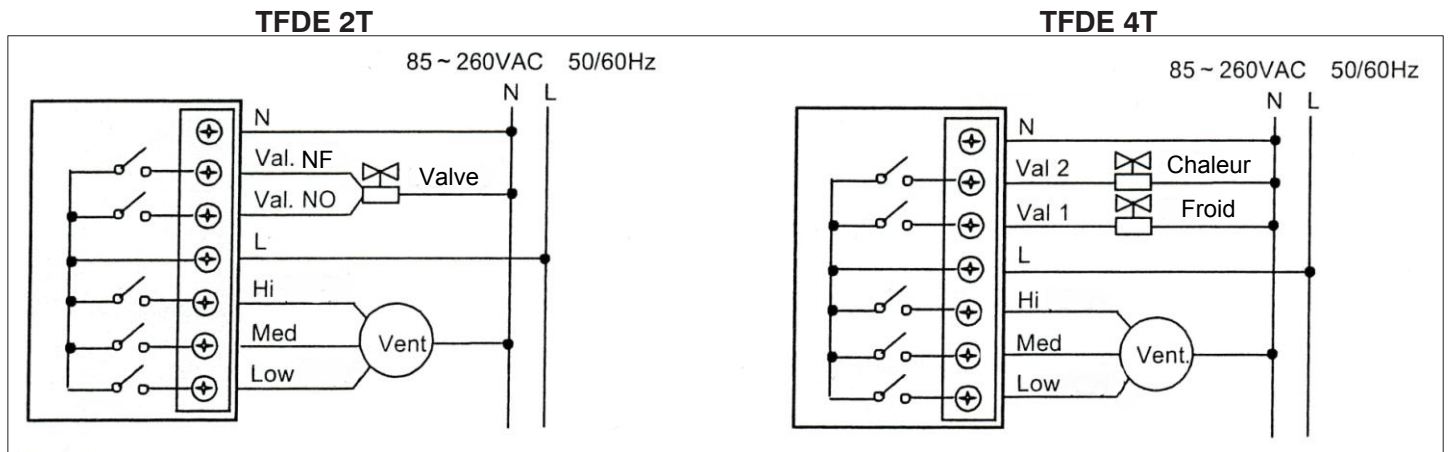 TFDE 2T
85 ~ 260VAC 50/60Hz
N L
N
Val. NF
Valve
Val. NO
L
Hi
Med
Vent
Low
TFDE 4T
85 ~ 260VAC 50/60Hz
N L
N
Val 2
Chaleur
Val 1
Froid
L
Hi
Med
Vent.
Low